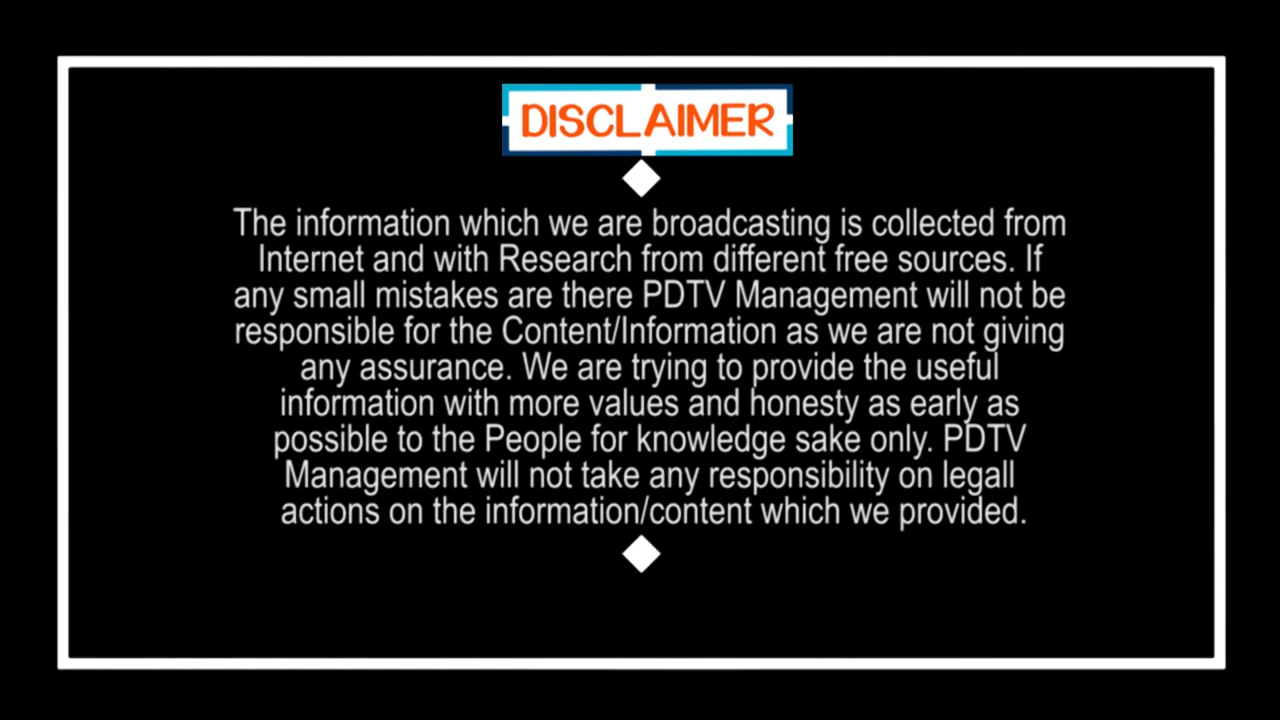 DISCLAIMER
The information which we are broadcasting is collected from
Internet and with Research from different free sources. If
any small mistakes are there PDTV Management will not be
responsible for the Content/Information as we are not giving
any assurance. We are trying to provide the useful
information with more values and honesty as early as
possible to the People for knowledge sake only. PDTV
Management will not take any responsibility on legall
actions on the information/content which we provided.